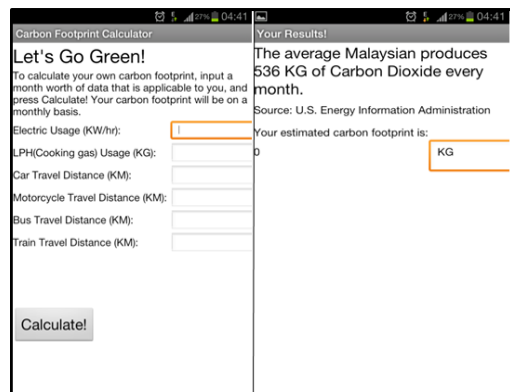 27% 04:41
Carbon Footprint Calculator
Let's Go Green!
To calculate your own carbon footprint, input a
month worth of data that is applicable to you, and
press Calculate! Your carbon footprint will be on a
monthly basis.
Electric Usage (KW/hr):
LPH(Cooking gas) Usage (KG):
Car Travel Distance (KM):
Motorcycle Travel Distance (KM):
Bus Travel Distance (KM):
Train Travel Distance (KM):
Calculate!
27% 04:41
Your Results!
The average Malaysian produces
536 KG of Carbon Dioxide every
month.
Source: U.S. Energy Information Administration
Your estimated carbon footprint is:
0 KG